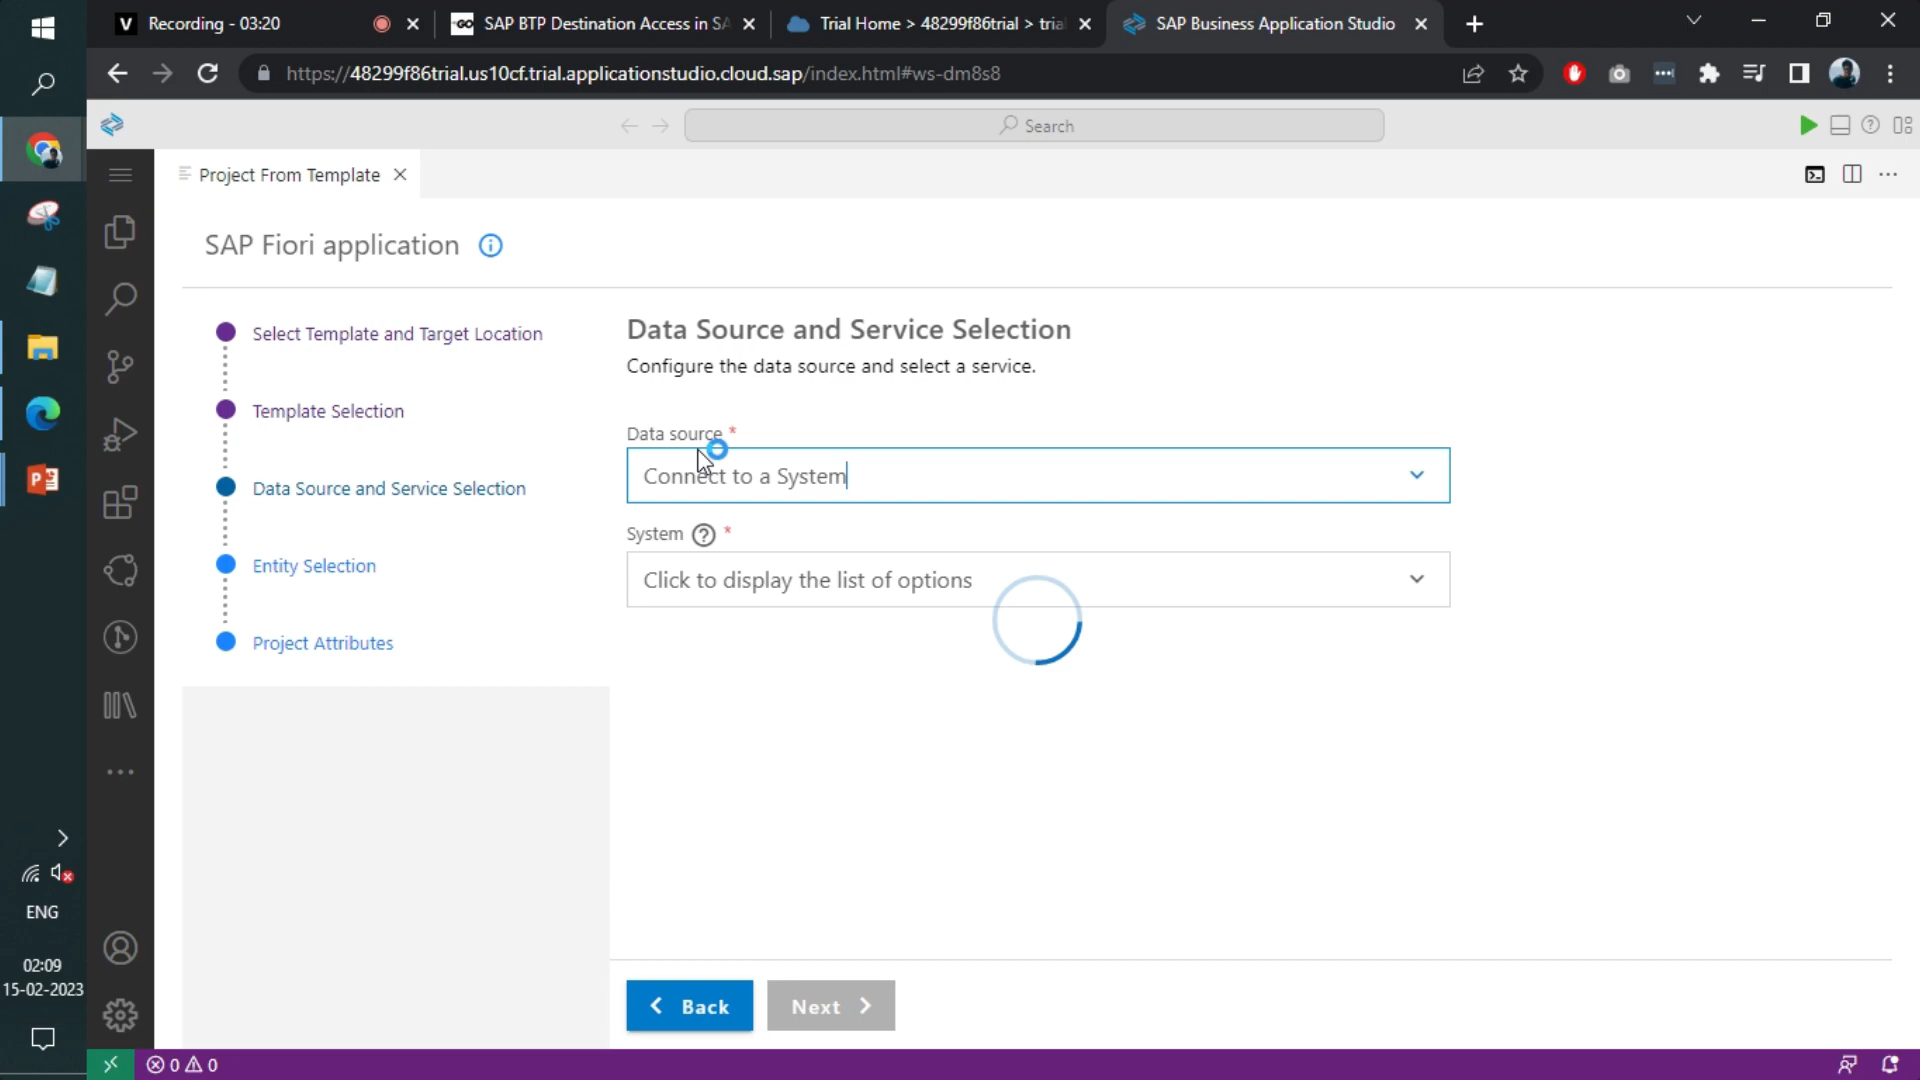 Recording - 03:20
SAP BTP Destination Access in SA
Trial Home > 48299f86trial > trial
SAP Business Application Studio
https://48299f86trial.us10cf.trial.applicationstudio.cloud.sap/index.html#ws-dm8s8
Search
Project From Template
SAP Fiori application
Select Template and Target Location
Template Selection
Data Source and Service Selection
Entity Selection
Project Attributes
Data Source and Service Selection
Configure the data source and select a service.
Data source *
Connect to a System
System ? *
Click to display the list of options
Back
Next
ENG
02:09
15-02-2023
0 0